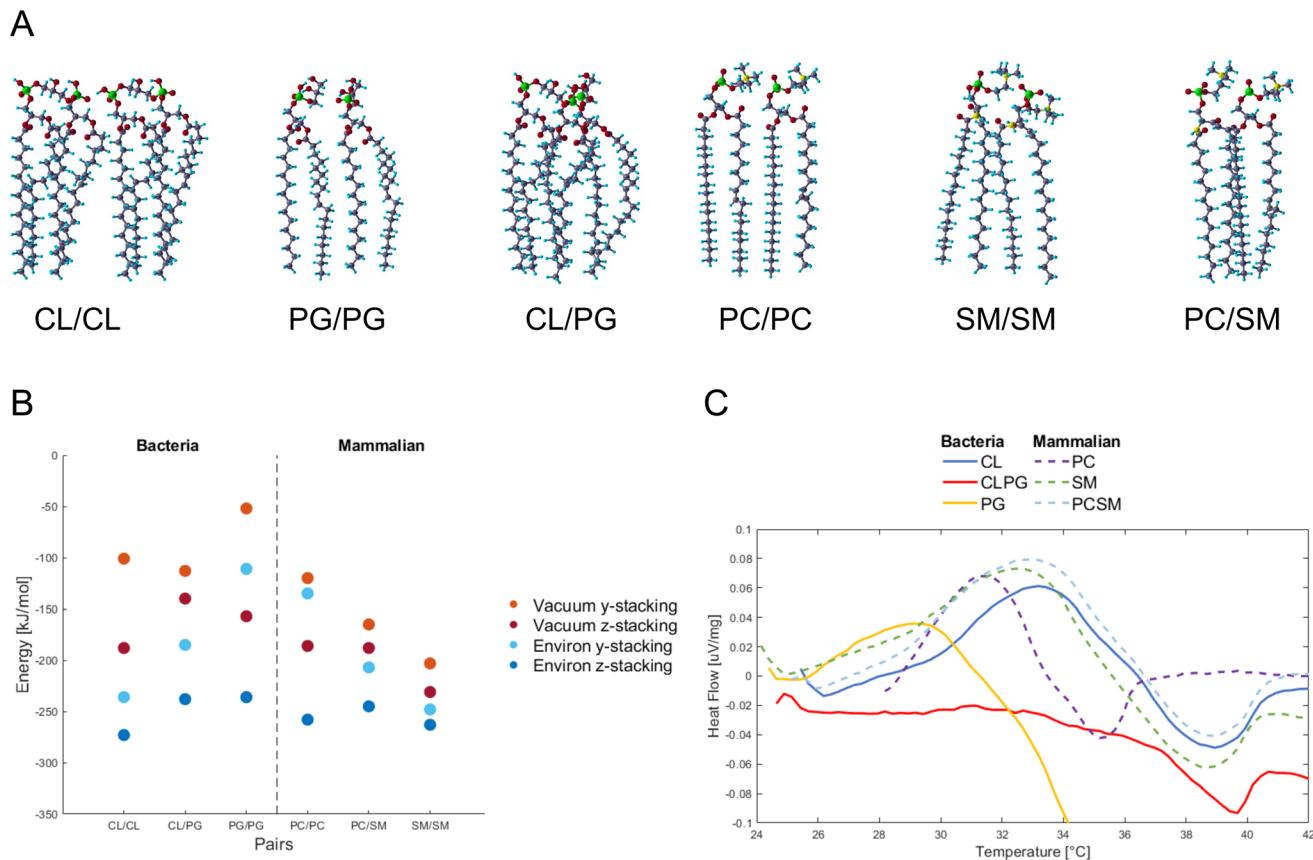 A
CL/CL PG/PG CL/PG PC/PC SM/SM PC/SM
B
Bacteria Mammalian
0
-50
-100
-150
-200
-250
-300
-350
Energy [kJ/mol]
CL/CL CL/PG PG/PG PC/PC PC/SM SM/SM
Pairs
Vacuum y-stacking
Vacuum z-stacking
Environ y-stacking
Environ z-stacking
C
Bacteria Mammalian
CL PC
CLPG SM
PG PCSM
0.1
0.08
0.06
0.04
0.02
0
-0.02
-0.04
-0.06
-0.08
-0.1
Heat Flow [uV/mg]
24 26 28 30 32 34 36 38 40 42
Temperature [°C]